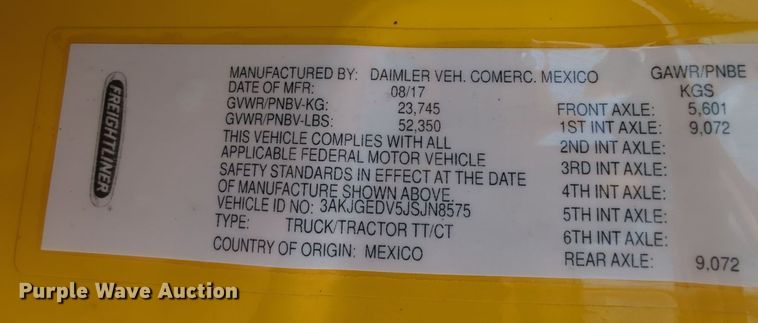 FREIGHTLINER
MANUFACTURED BY: DAIMLER VEH. COMERC. MEXICO
DATE OF MFR: 08/17
GVWR/PNBV-KG: 23,745
GVWR/PNBV-LBS: 52,350
THIS VEHICLE COMPLIES WITH ALL
APPLICABLE FEDERAL MOTOR VEHICLE
SAFETY STANDARDS IN EFFECT AT THE DATE
OF MANUFACTURE SHOWN ABOVE.
VEHICLE ID NO: 3AKJGEDV5JSJN8575
TYPE: TRUCK/TRACTOR TT/CT
COUNTRY OF ORIGIN: MEXICO
GAWR/PNBE
KGS
FRONT AXLE: 5,601
1ST INT AXLE: 9,072
2ND INT AXLE:
3RD INT AXLE:
4TH INT AXLE:
5TH INT AXLE:
6TH INT AXLE:
REAR AXLE: 9,072
Purple Wave Auction